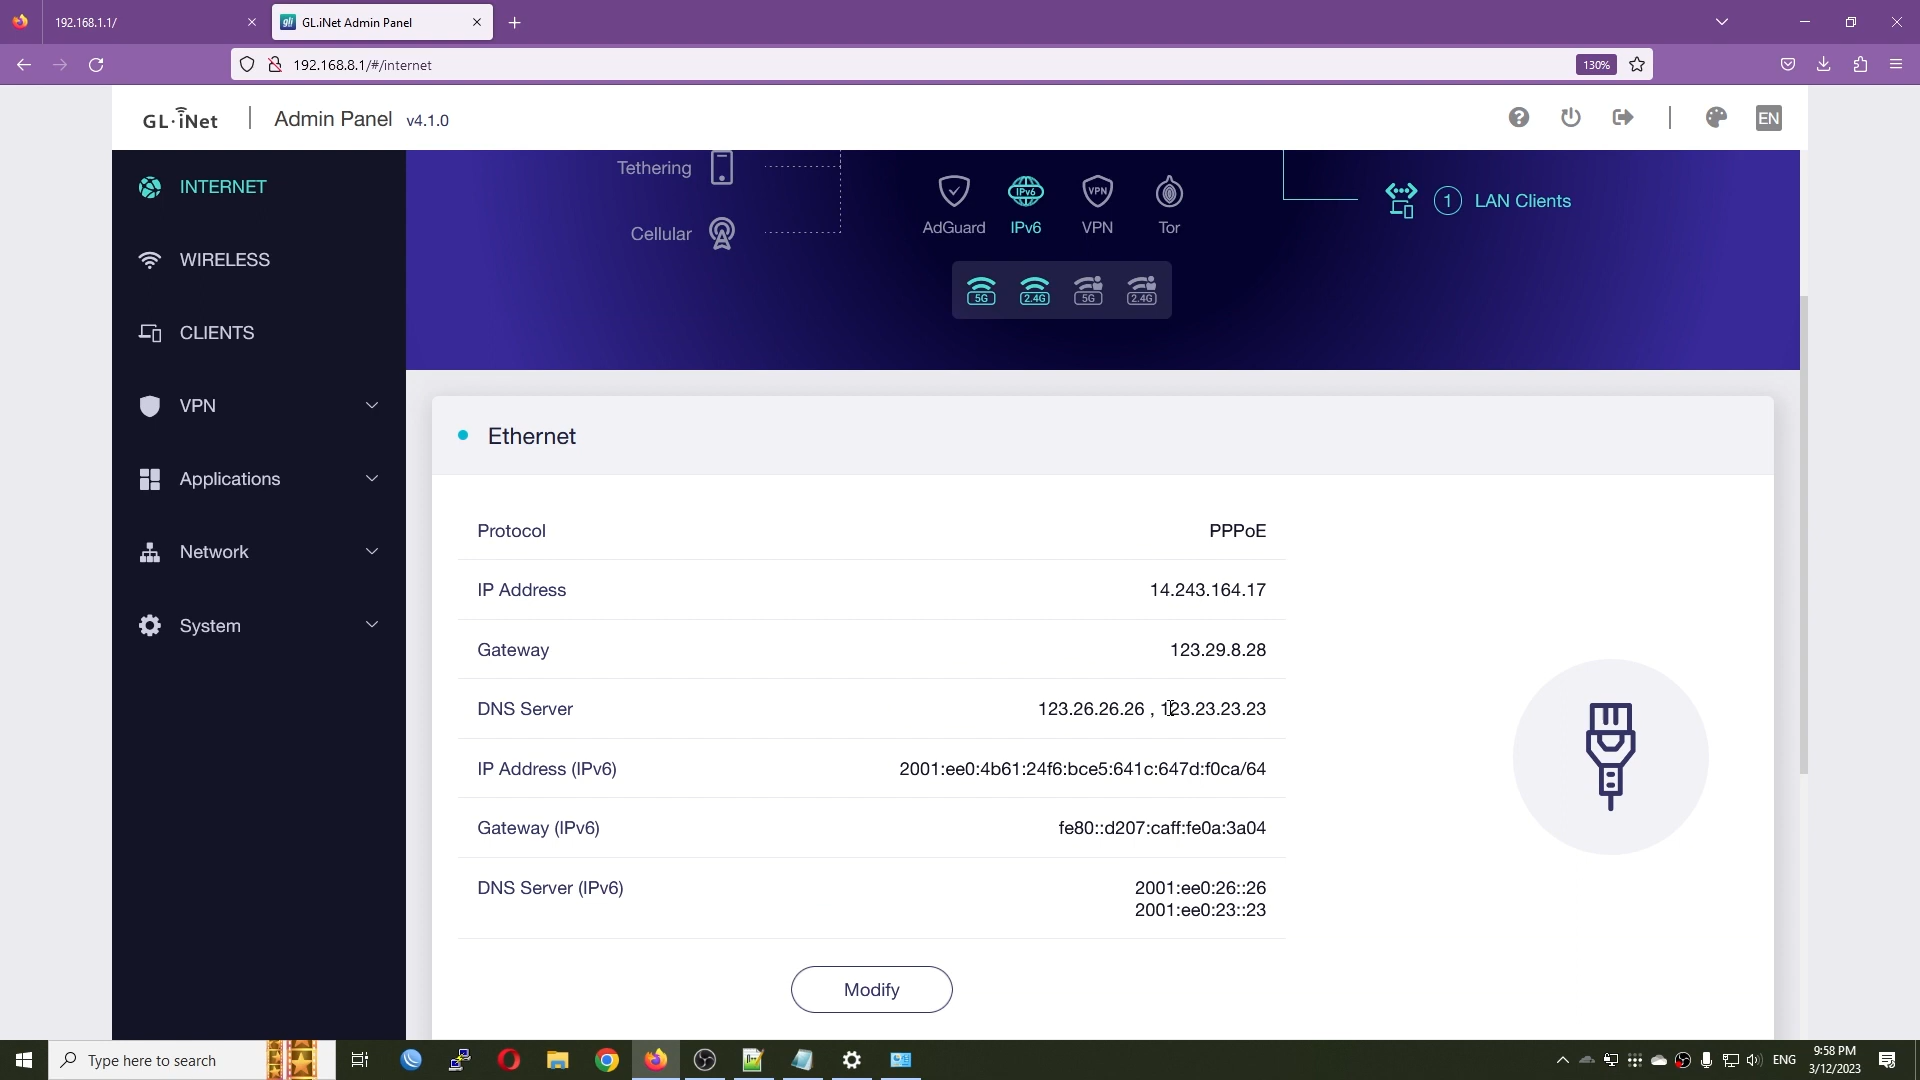 192.168.1.1/
GL.iNet Admin Panel
192.168.8.1/#/internet
130%
GL·iNet
Admin Panel v4.1.0
EN
INTERNET
WIRELESS
CLIENTS
VPN
Applications
Network
System
Tethering
Cellular
IPv6
VPN
AdGuard
IPv6
VPN
Tor
5G
2.4G
5G
2.4G
1 LAN Clients
Ethernet
Protocol PPPoE
IP Address 14.243.164.17
Gateway 123.29.8.28
DNS Server 123.26.26.26 , 123.23.23.23
IP Address (IPv6) 2001:ee0:4b61:24f6:bce5:641c:647d:f0ca/64
Gateway (IPv6) fe80::d207:caff:fe0a:3a04
DNS Server (IPv6) 2001:ee0:26::26
2001:ee0:23::23
Modify
Type here to search
ENG
9:58 PM
3/12/2023